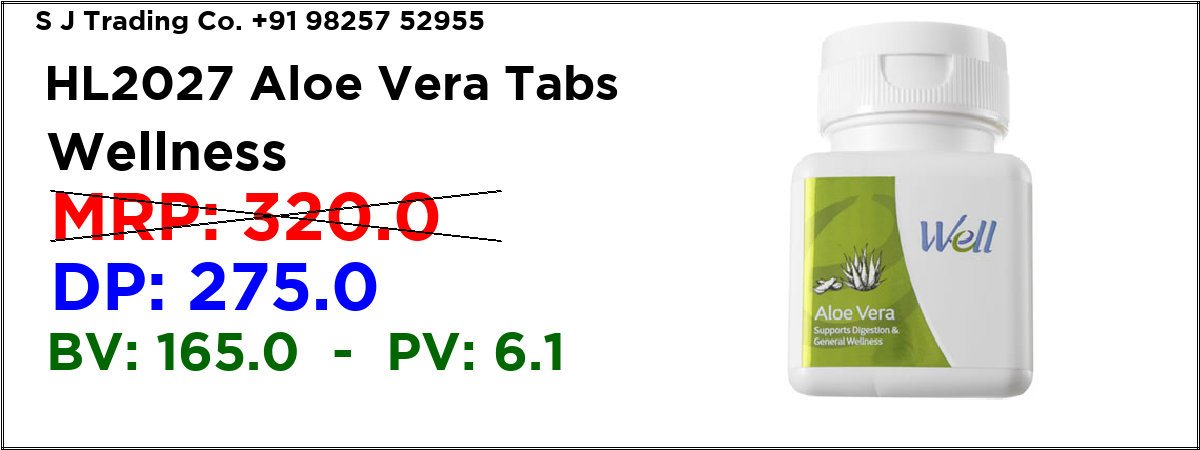 S J Trading Co. +91 98257 52955
HL2027 Aloe Vera Tabs
Wellness
MRP: 320.0
DP: 275.0
BV: 165.0 - PV: 6.1
Well
Aloe Vera
Supports Digestion &
General Wellness